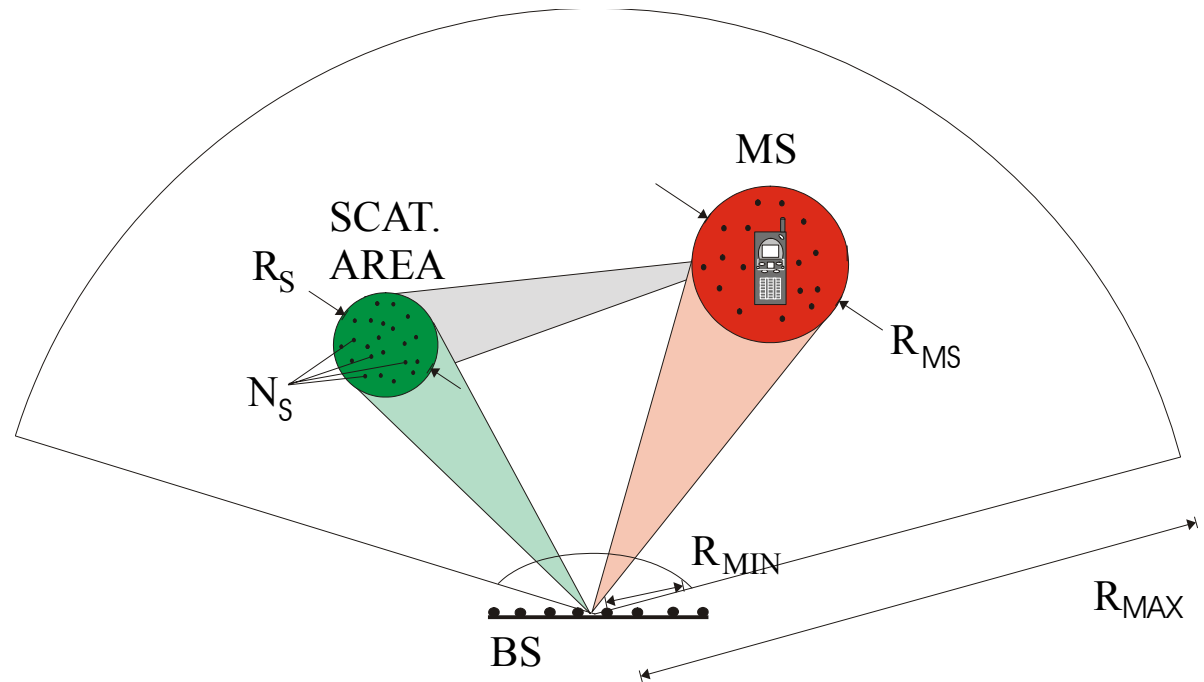 MS
SCAT.
AREA
R_S
R_MS
N_S
R_MIN
R_MAX
BS